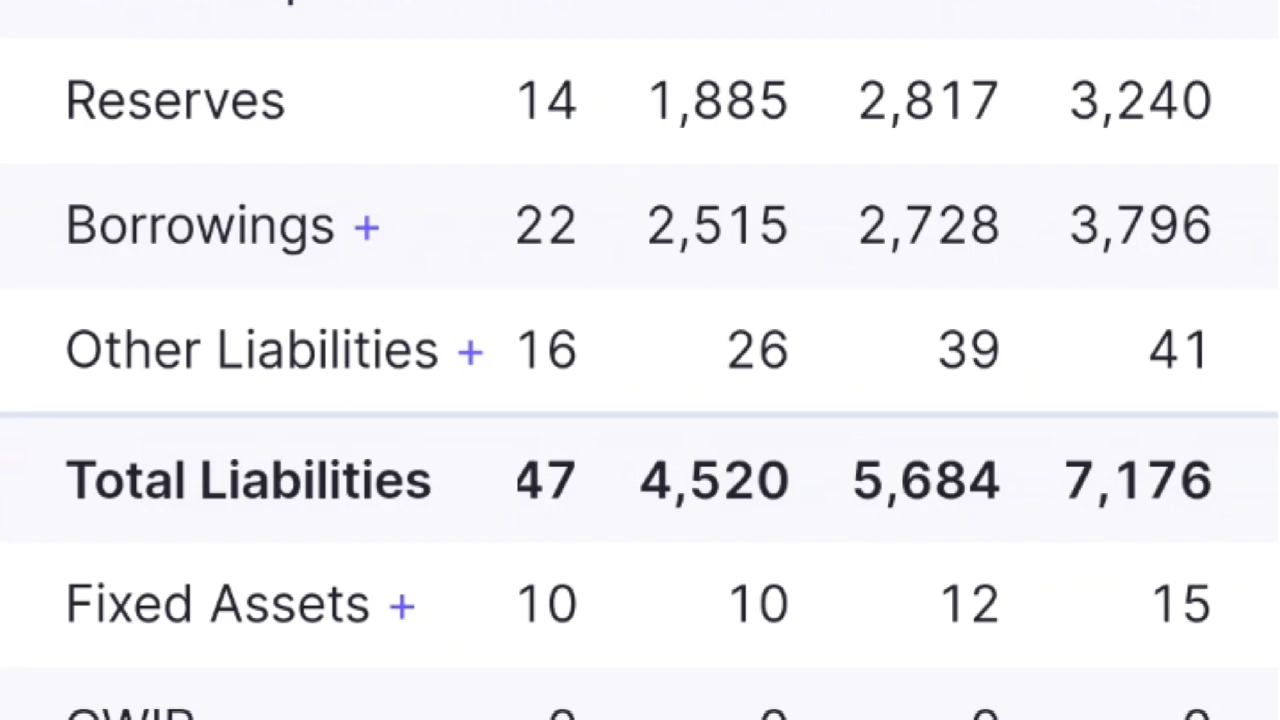 Reserves 14 1,885 2,817 3,240
Borrowings + 22 2,515 2,728 3,796
Other Liabilities + 16 26 39 41
Total Liabilities 47 4,520 5,684 7,176
Fixed Assets + 10 10 12 15